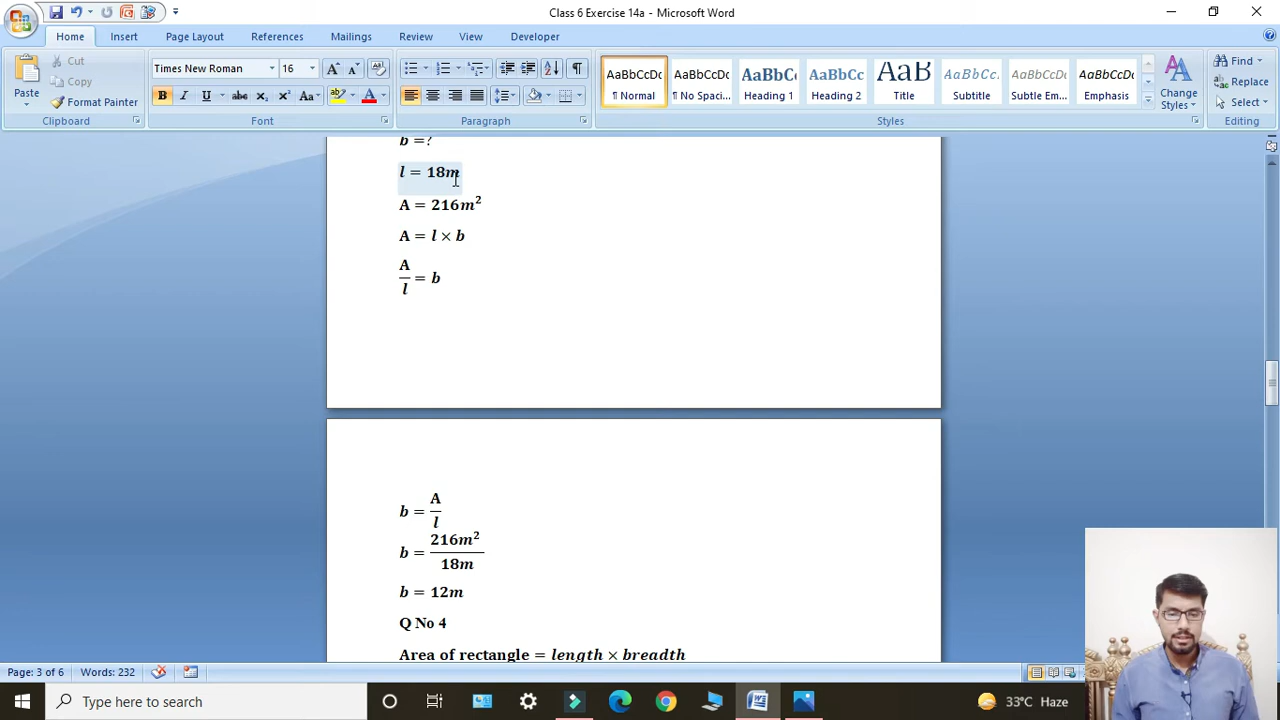 Class 6 Exercise 14a - Microsoft Word
Home Insert Page Layout References Mailings Review View Developer
Paste
Cut
Copy
Format Painter
Times New Roman 16
AaBbCcDc AaBbCcDc AaBbC AaBbCc AaB AaBbCc. AaBbCcDc AaBbCcDc
¶ Normal ¶ No Spaci... Heading 1 Heading 2 Title Subtitle Subtle Em... Emphasis
Change Styles
Find
Replace
Select
Clipboard Font Paragraph Styles Editing
b =?
l = 18m
A = 216m²
A = l × b
A/l = b
b = A/l
b = 216m²/18m
b = 12m
Q No 4
Area of rectangle = length × breadth
Page: 3 of 6 Words: 232
Type here to search
33°C Haze